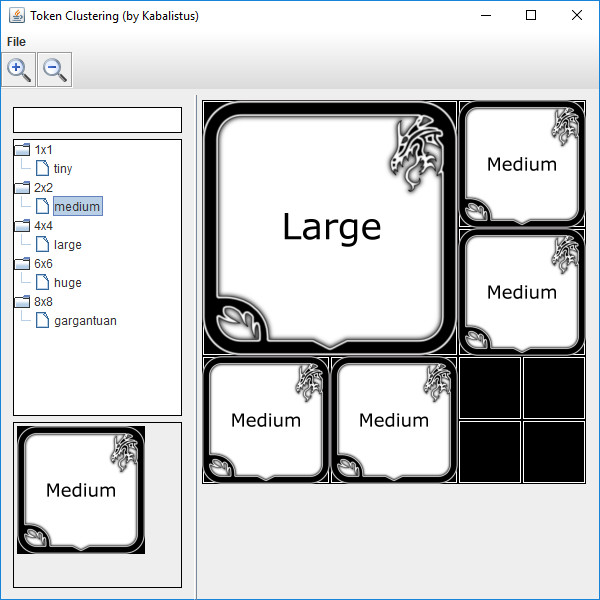 Token Clustering (by Kabalistus)
File
1x1
tiny
2x2
medium
4x4
large
6x6
huge
8x8
gargantuan
Medium
Large
Medium
Medium
Medium
Medium